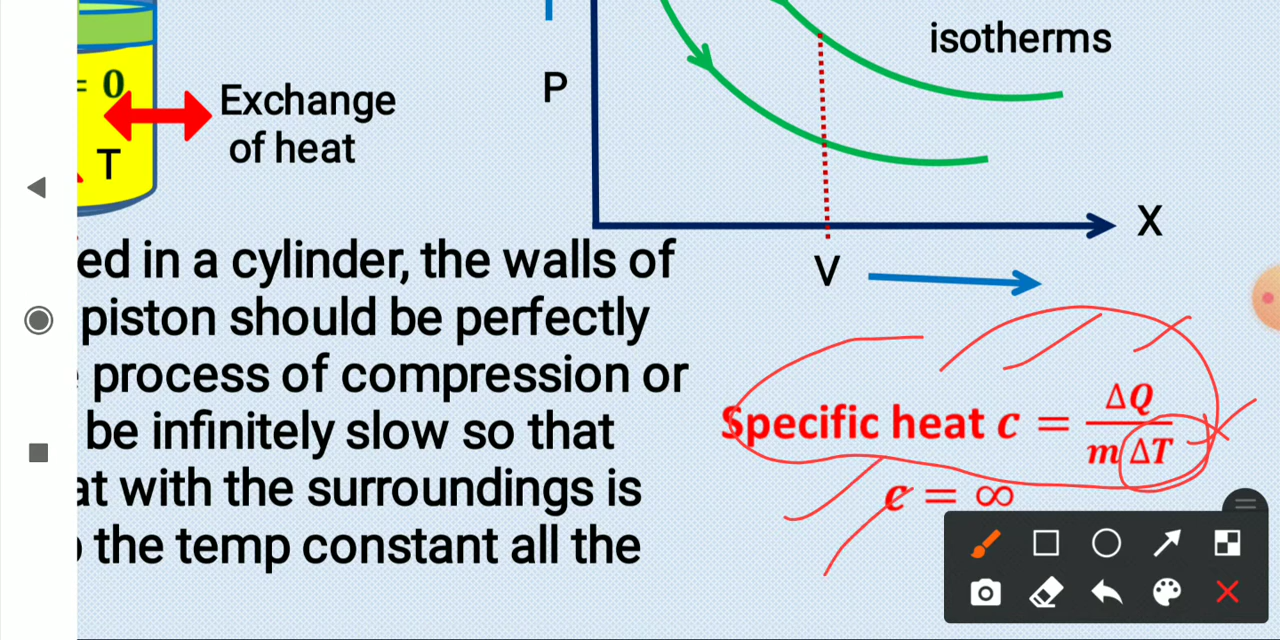 = 0
T
Exchange
of heat
P
isotherms
X
V
ed in a cylinder, the walls of
piston should be perfectly
process of compression or
be infinitely slow so that
at with the surroundings is
the temp constant all the
Specific heat c = ΔQ / mΔT
c = ∞